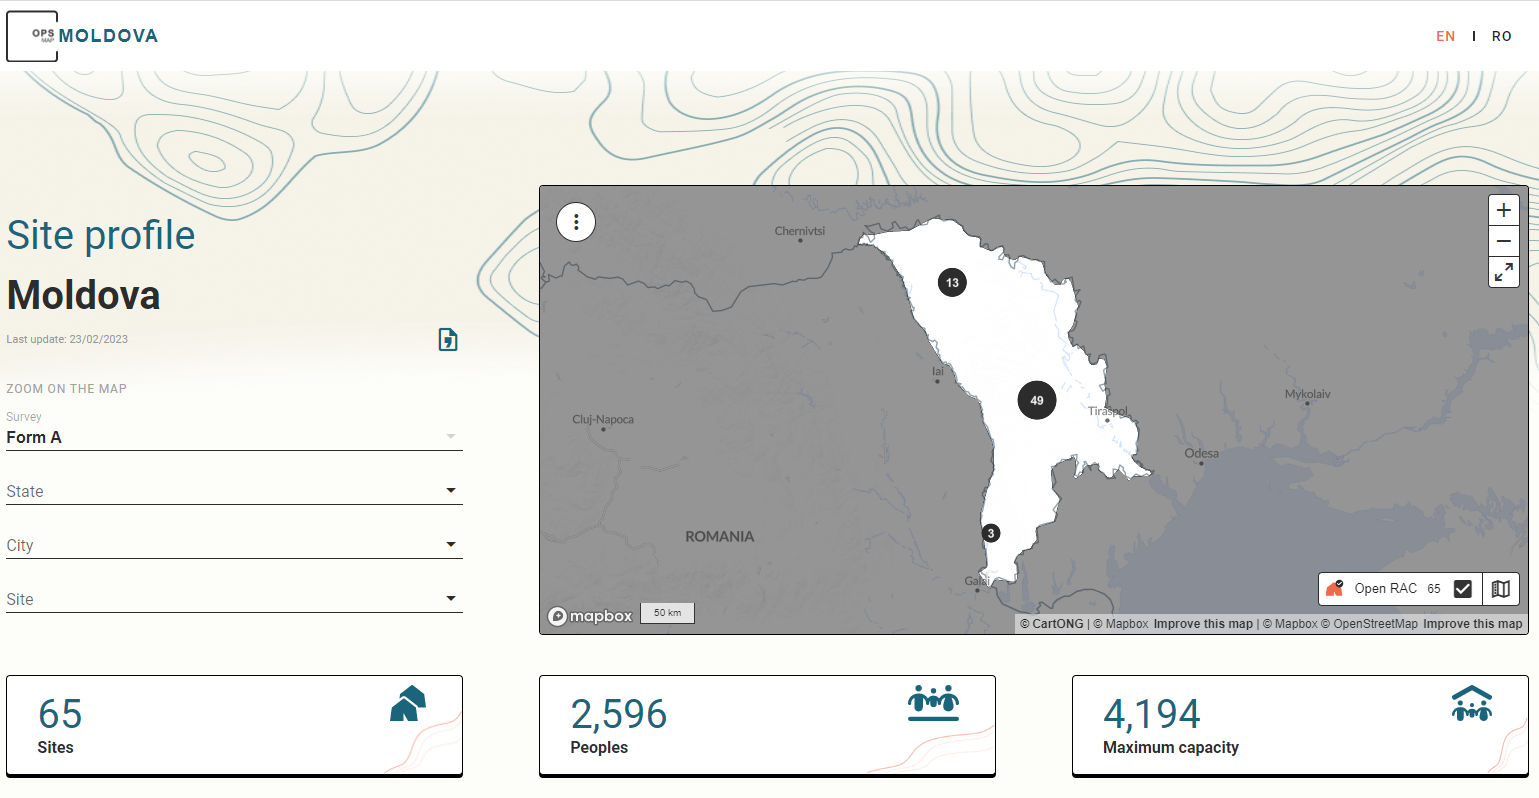 OPS
MAP
MOLDOVA
EN I RO
Site profile
Moldova
Last update: 23/02/2023
ZOOM ON THE MAP
Survey
Form A
State
City
Site
Chernivtsi
13
Iai
49
Tiraspol
Mykolaiv
Cluj-Napoca
Odesa
ROMANIA
3
Galai
Open RAC 65
mapbox
50 km
© CartONG | © Mapbox Improve this map | © Mapbox © OpenStreetMap Improve this map
65
Sites
2,596
Peoples
4,194
Maximum capacity